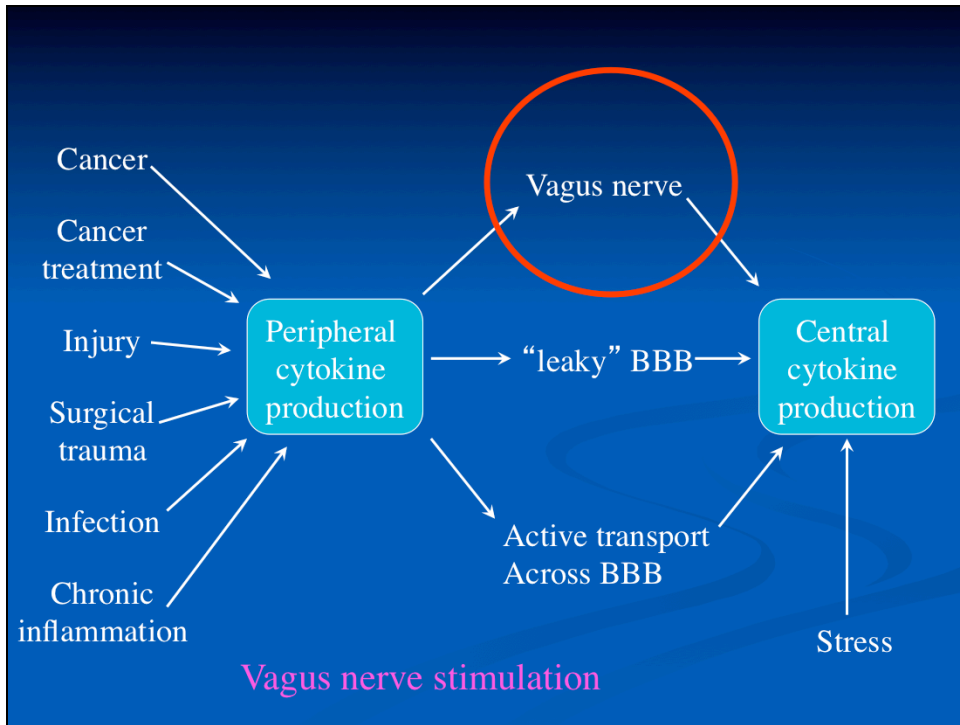 Cancer
Cancer
treatment
Injury
Surgical
trauma
Infection
Chronic
inflammation
Peripheral
cytokine
production
Vagus nerve
“leaky” BBB
Active transport
Across BBB
Central
cytokine
production
Stress
Vagus nerve stimulation